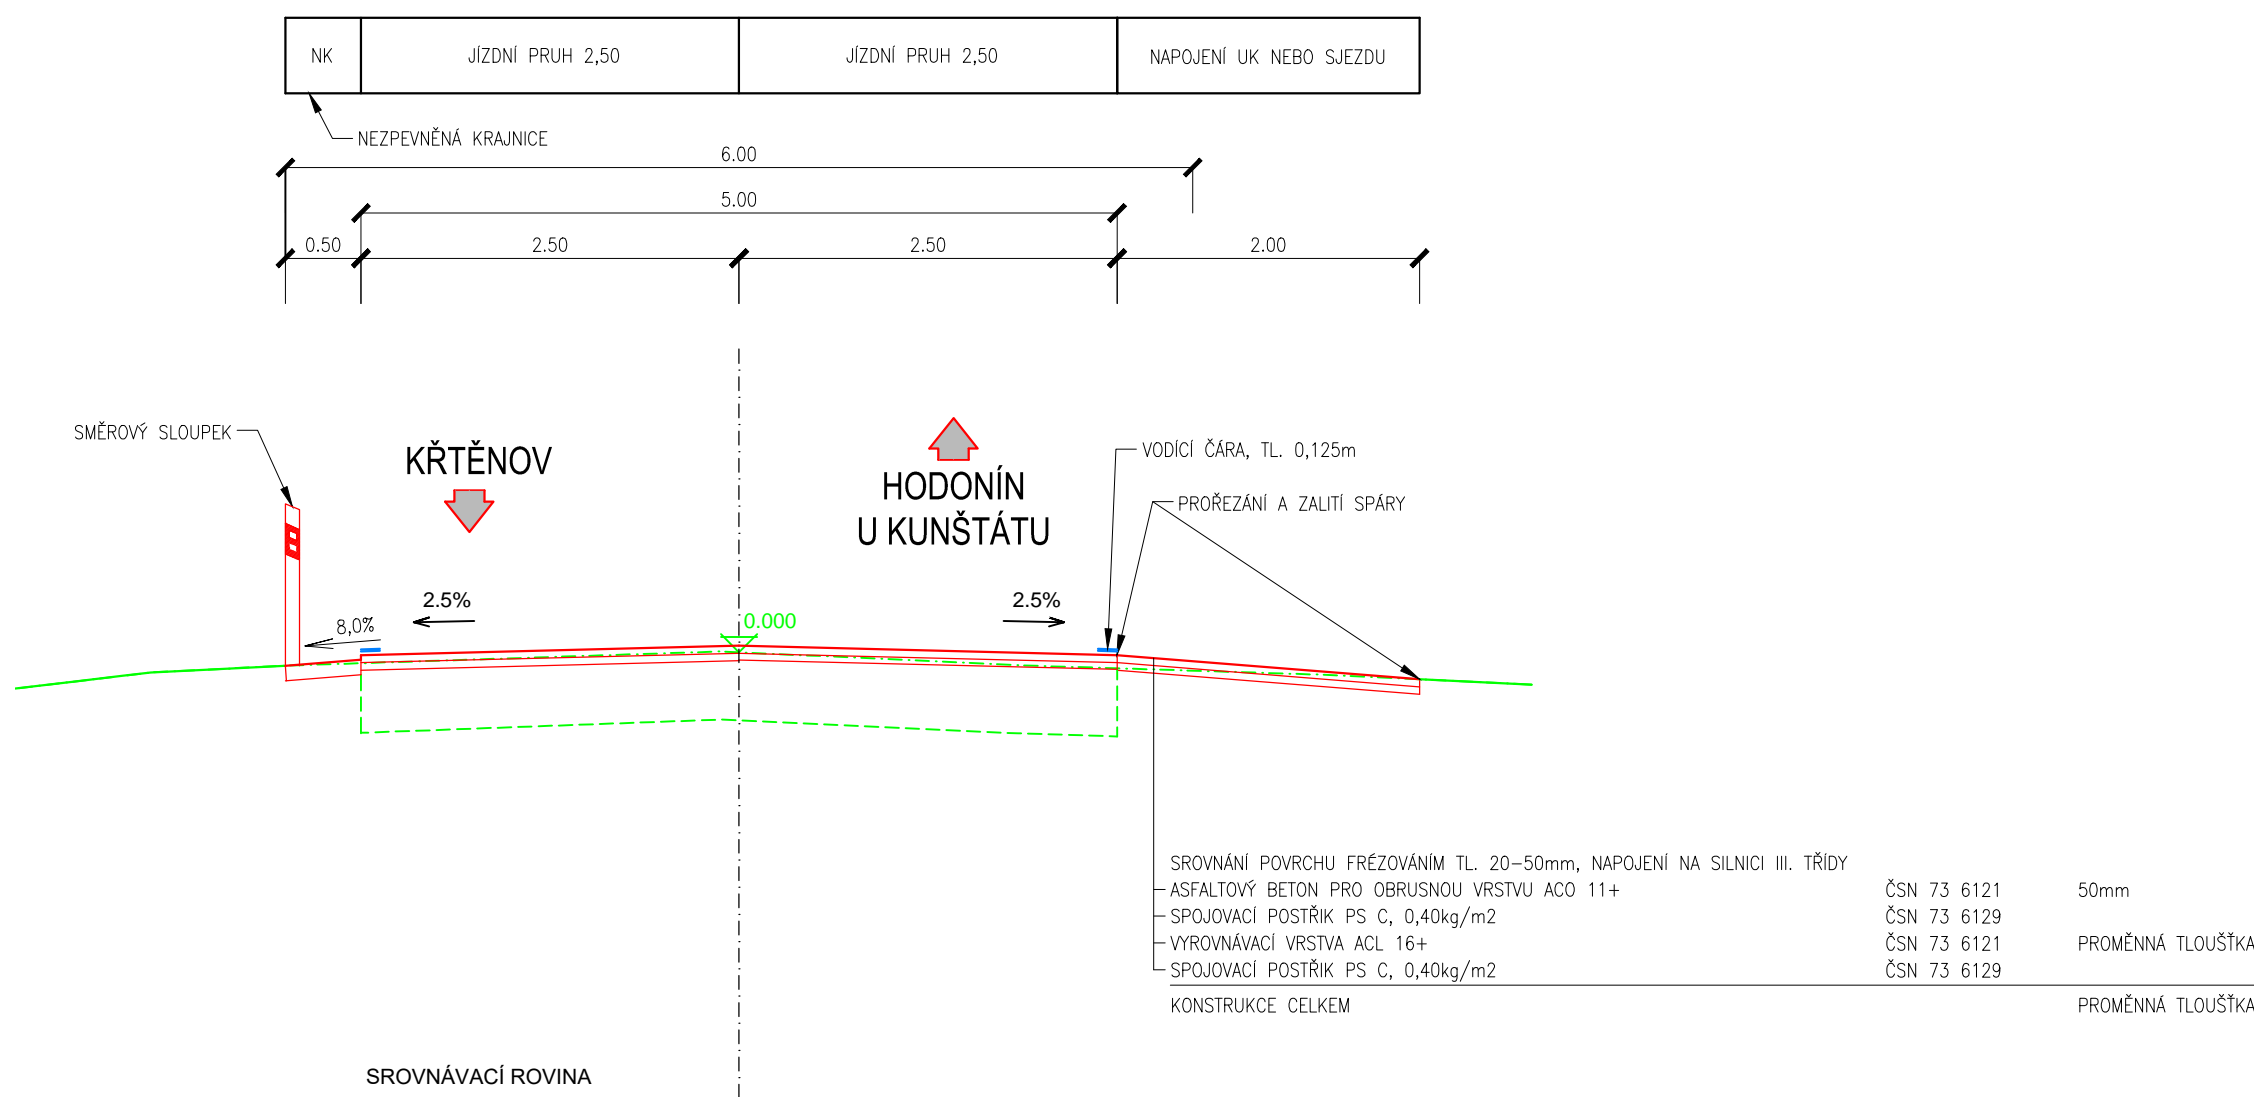 NK
JÍZDNÍ PRUH 2,50
JÍZDNÍ PRUH 2,50
NAPOJENÍ UK NEBO SJEZDU
NEZPEVNĚNÁ KRAJNICE
6.00
5.00
0.50
2.50
2.50
2.00
SMĚROVÝ SLOUPEK
KŘTĚNOV
HODONÍN
U KUNŠTÁTU
VODÍCÍ ČÁRA, TL. 0,125m
PROŘEZÁNÍ A ZALITÍ SPÁRY
8,0%
2.5%
0.000
2.5%
SROVNÁNÍ POVRCHU FRÉZOVÁNÍM TL. 20-50mm, NAPOJENÍ NA SILNICI III. TŘÍDY
ASFALTOVÝ BETON PRO OBRUSNOU VRSTVU ACO 11+ ČSN 73 6121 50mm
SPOJOVACÍ POSTŘIK PS C, 0,40kg/m2 ČSN 73 6129
VYROVNÁVACÍ VRSTVA ACL 16+ ČSN 73 6121 PROMĚNNÁ TLOUŠŤKA
SPOJOVACÍ POSTŘIK PS C, 0,40kg/m2 ČSN 73 6129
KONSTRUKCE CELKEM PROMĚNNÁ TLOUŠŤKA
SROVNÁVACÍ ROVINA